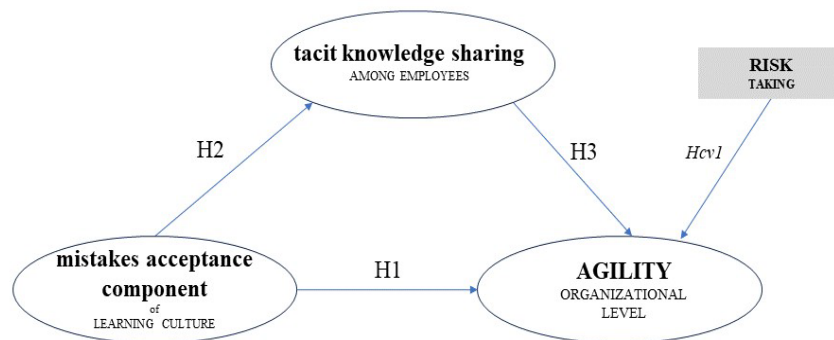 tacit knowledge sharing
AMONG EMPLOYEES
RISK
TAKING
H2
H3
Hcv1
mistakes acceptance
component
of
LEARNING CULTURE
H1
AGILITY
ORGANIZATIONAL
LEVEL